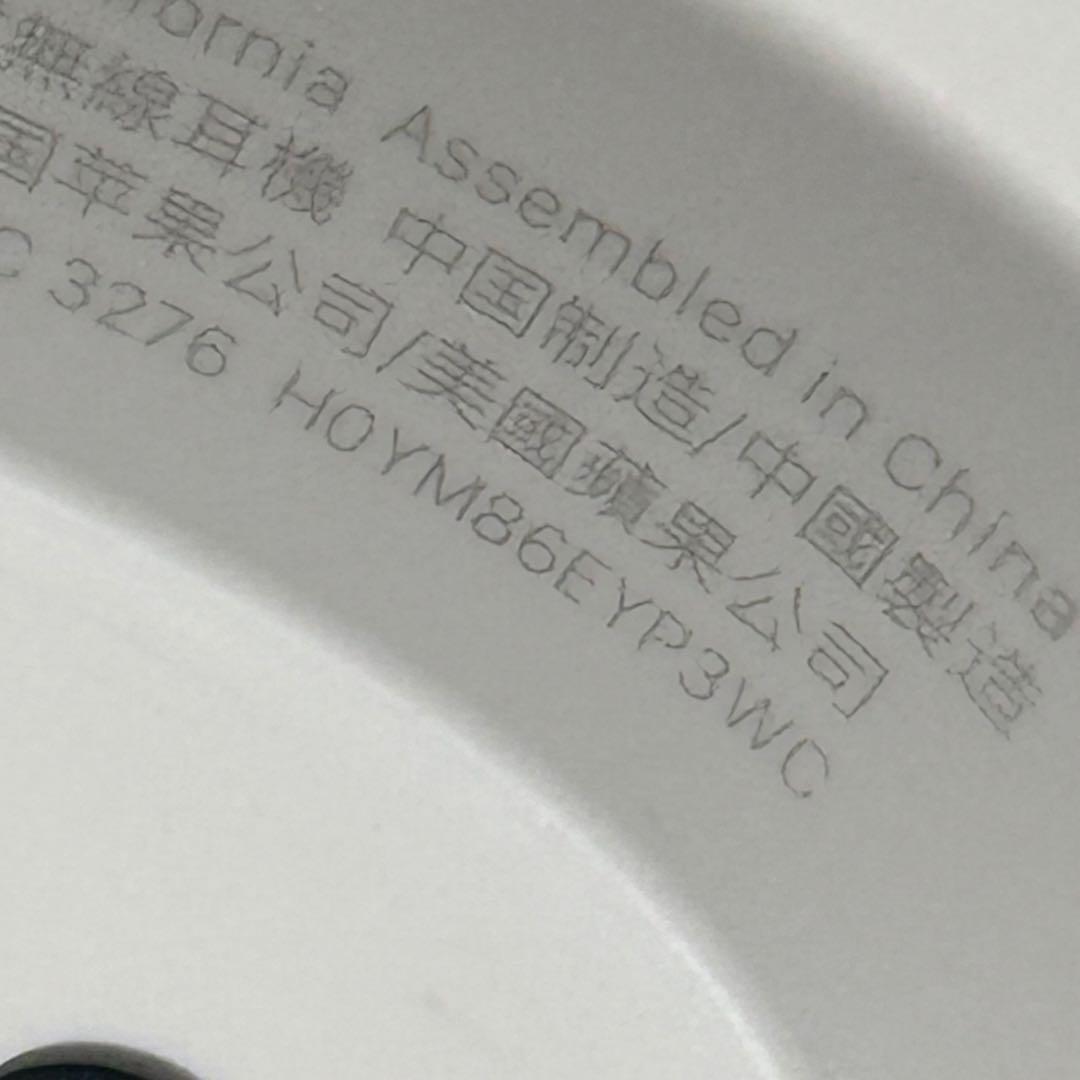 ifornia Assembled in China
無線耳機 中国制造/中國製造
国苹果公司/美國蘋果公司
C 3276 H0YM86EYP3WC